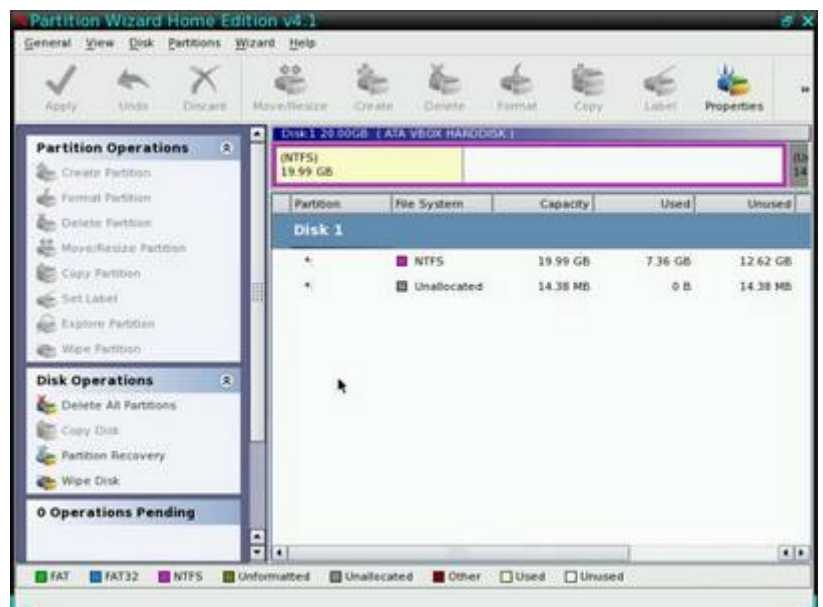 Partition Wizard Home Edition v4.1
General View Disk Partitions Wizard Help
Apply Undo Discard Move/Resize Create Delete Format Copy Label Properties »
Partition Operations
Create Partition
Format Partition
Delete Partition
Move/Resize Partition
Copy Partition
Set Label
Explore Partition
Wipe Partition
Disk Operations
Delete All Partitions
Copy Disk
Partition Recovery
Wipe Disk
0 Operations Pending
Disk 1 20.00GB ( ATA VBOX HARDDISK )
(NTFS)
19.99 GB
14
Partition File System Capacity Used Unused
Disk 1
*: NTFS 19.99 GB 7.36 GB 12.62 GB
*: Unallocated 14.38 MB 0 B 14.38 MB
FAT FAT32 NTFS Unformatted Unallocated Other Used Unused